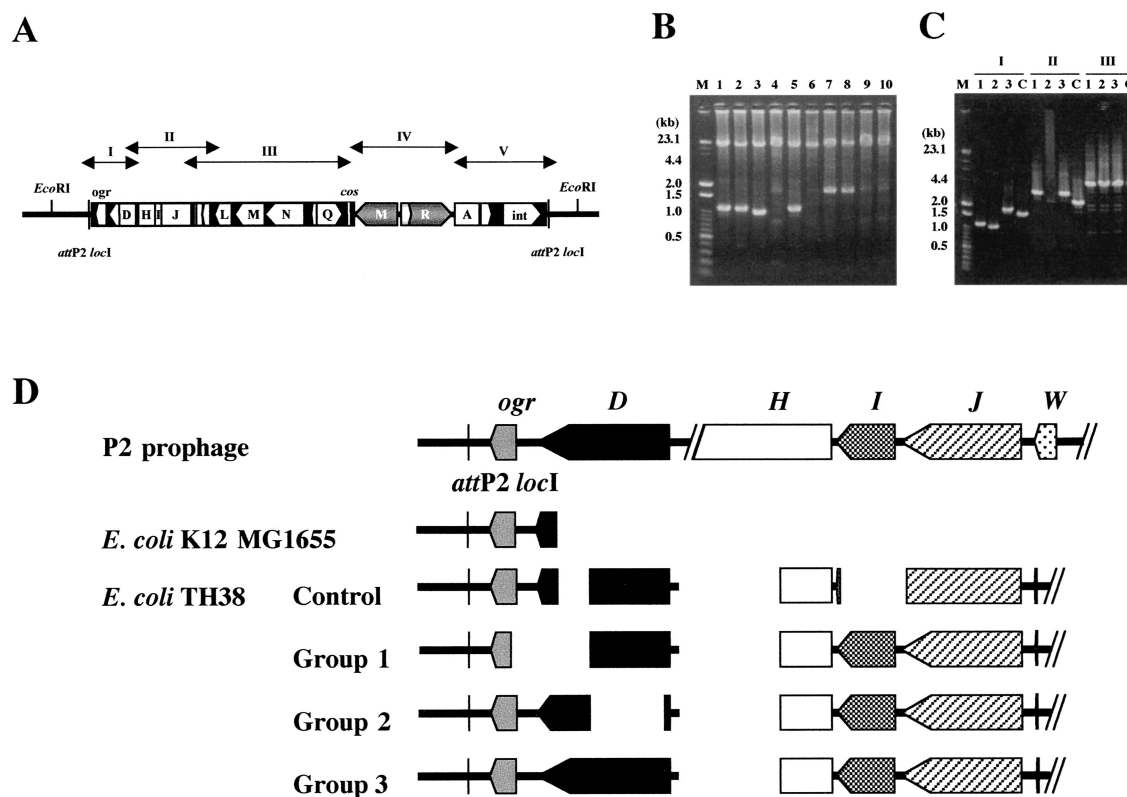 A
I
II
III
IV
V
EcoRI
ogr
cos
EcoRI
D H I J L M N Q M R A int
attP2 locI
attP2 locI
B
M 1 2 3 4 5 6 7 8 9 10
(kb)
23.1
4.4
2.0
1.5
1.0
0.5
C
I II III
M 1 2 3 C 1 2 3 C 1 2 3 C
(kb)
23.1
4.4
2.0
1.5
1.0
0.5
D
ogr D H I J W
P2 prophage
attP2 locI
E. coli K12 MG1655
E. coli TH38 Control
Group 1
Group 2
Group 3